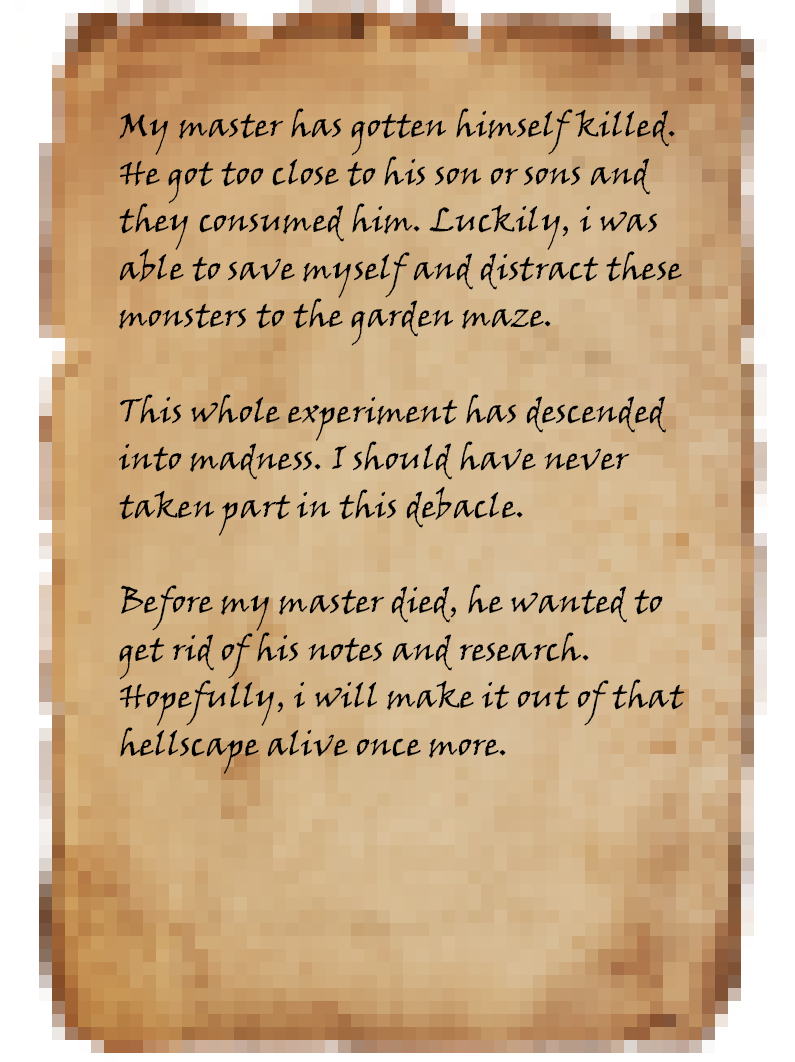 My master has gotten himself killed.
He got too close to his son or sons and
they consumed him. Luckily, i was
able to save myself and distract these
monsters to the garden maze.
This whole experiment has descended
into madness. I should have never
taken part in this debacle.
Before my master died, he wanted to
get rid of his notes and research.
Hopefully, i will make it out of that
hellscape alive once more.